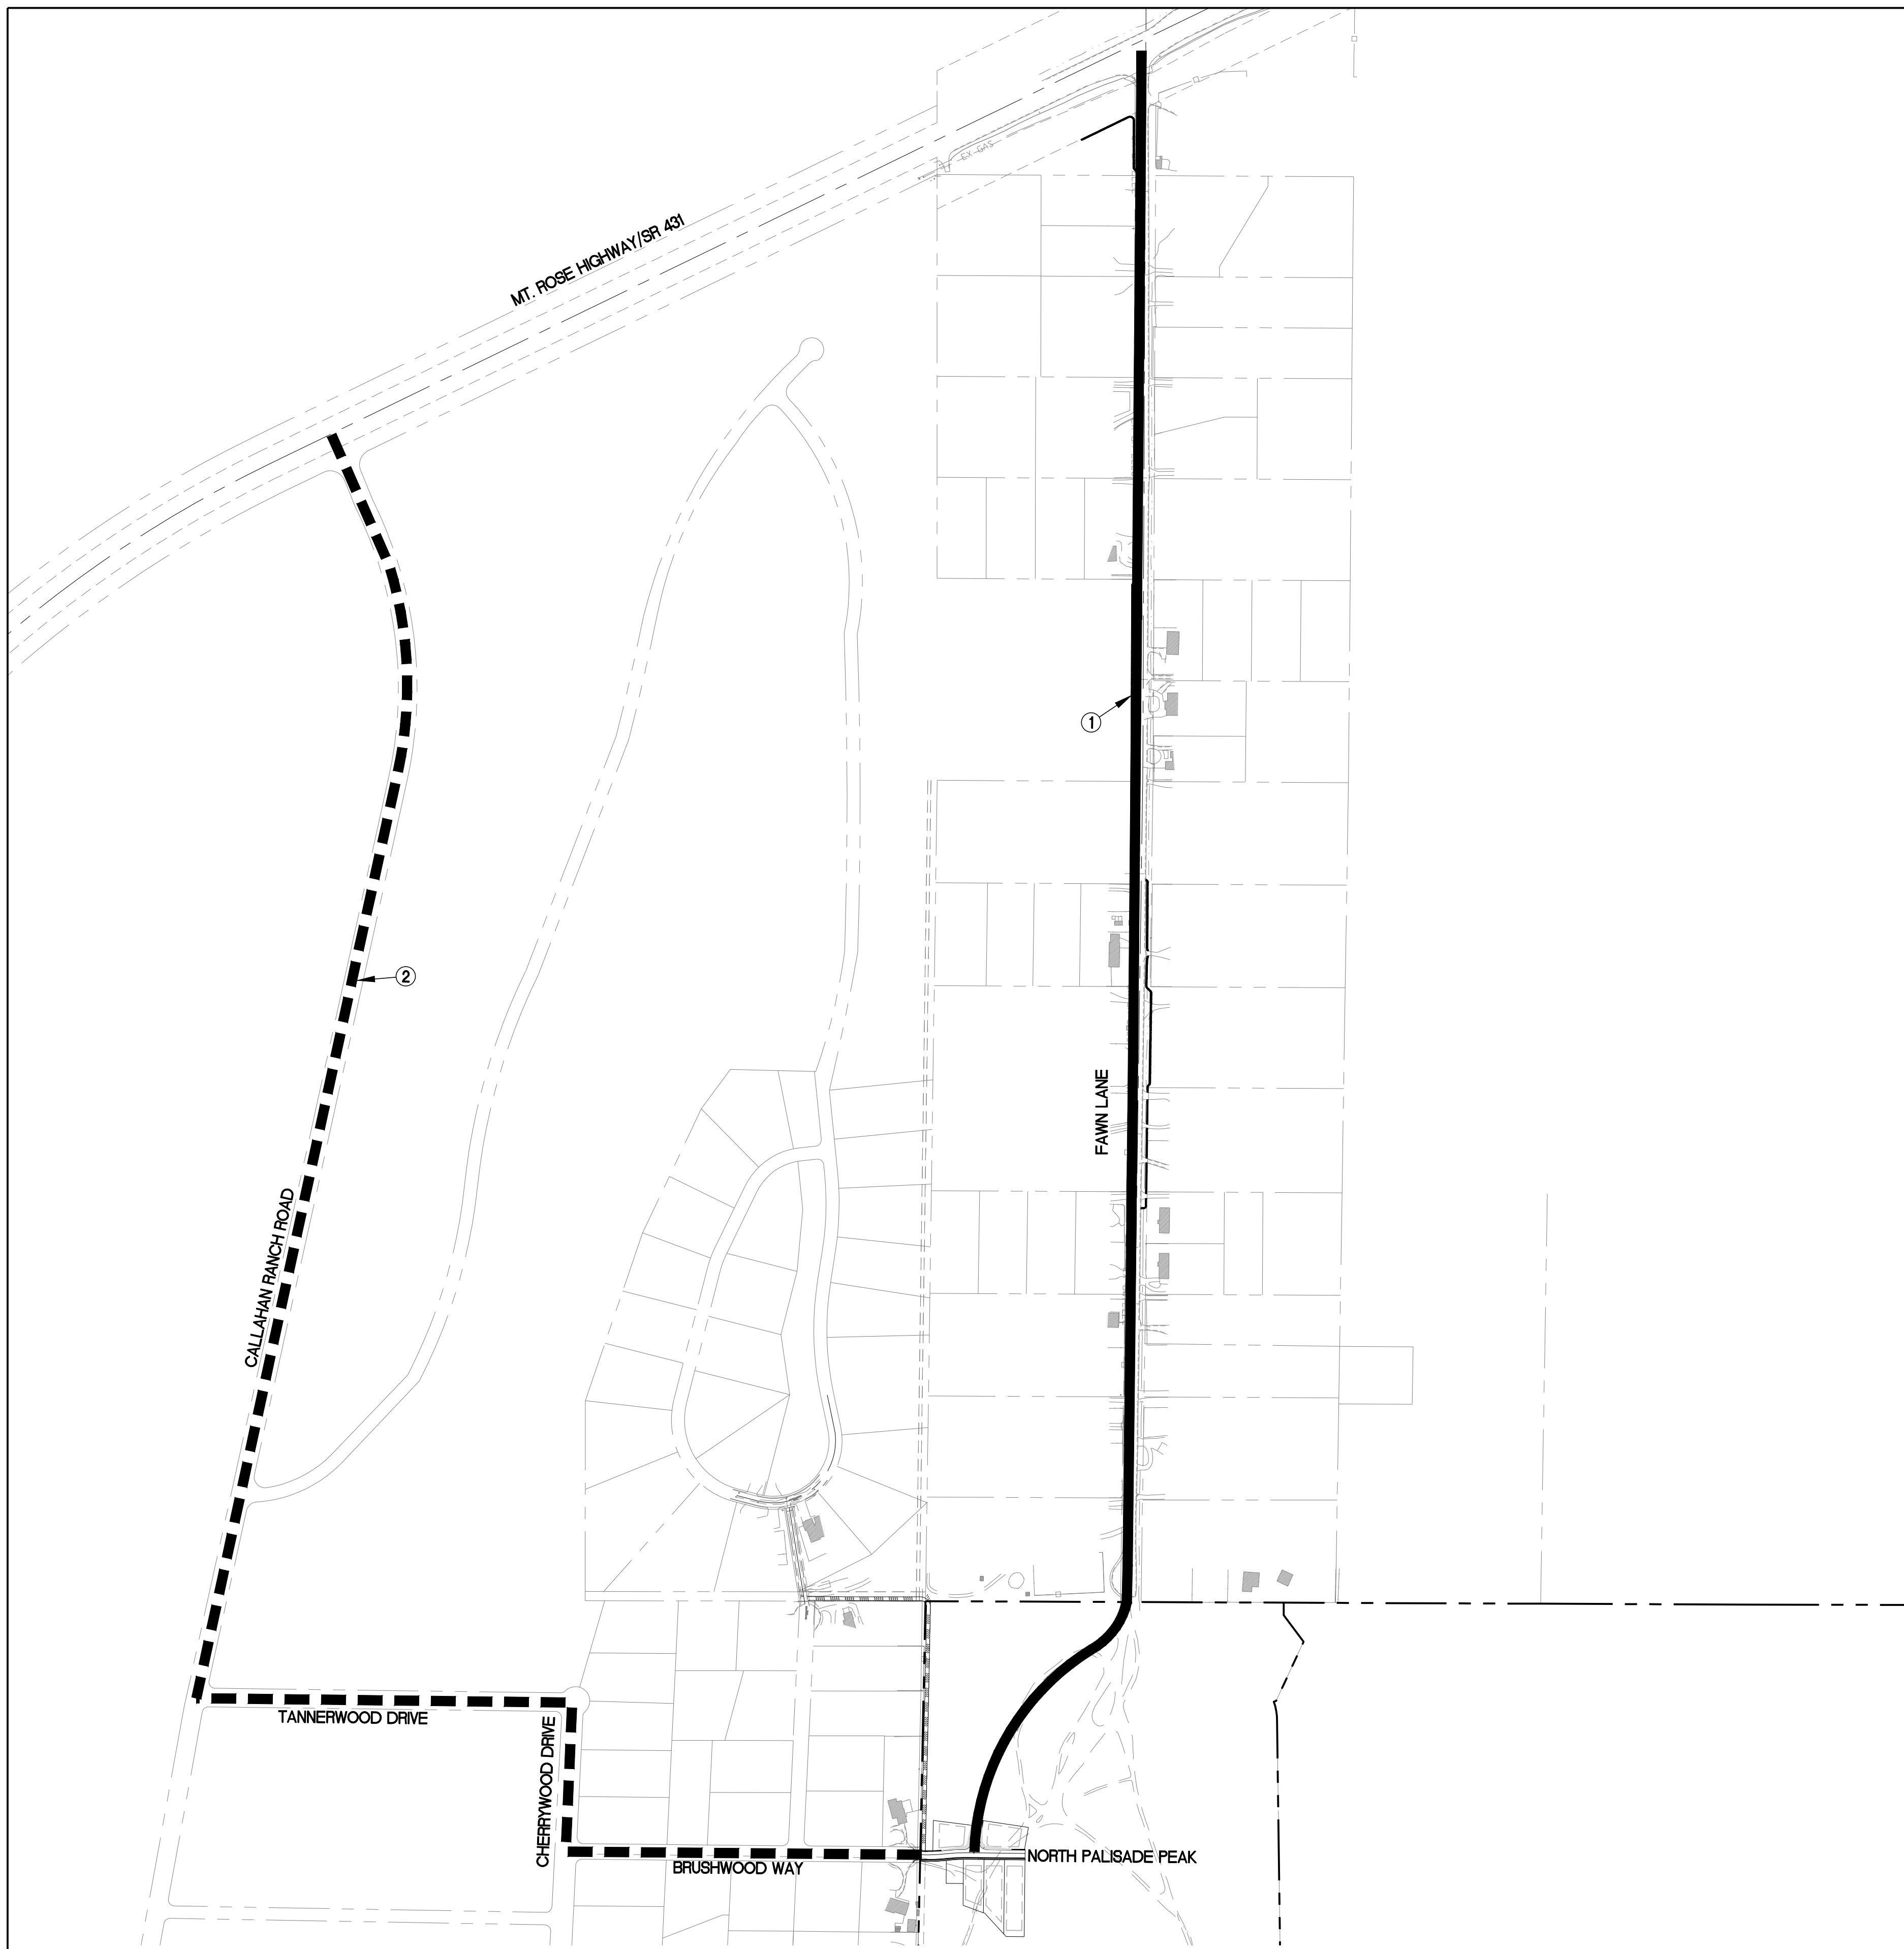 EX GAS
MT. ROSE HIGHWAY/SR 431
1
2
FAWN LANE
CALLAHAN RANCH ROAD
TANNERWOOD DRIVE
CHERRYWOOD DRIVE
NORTH PALISADE PEAK
BRUSHWOOD WAY